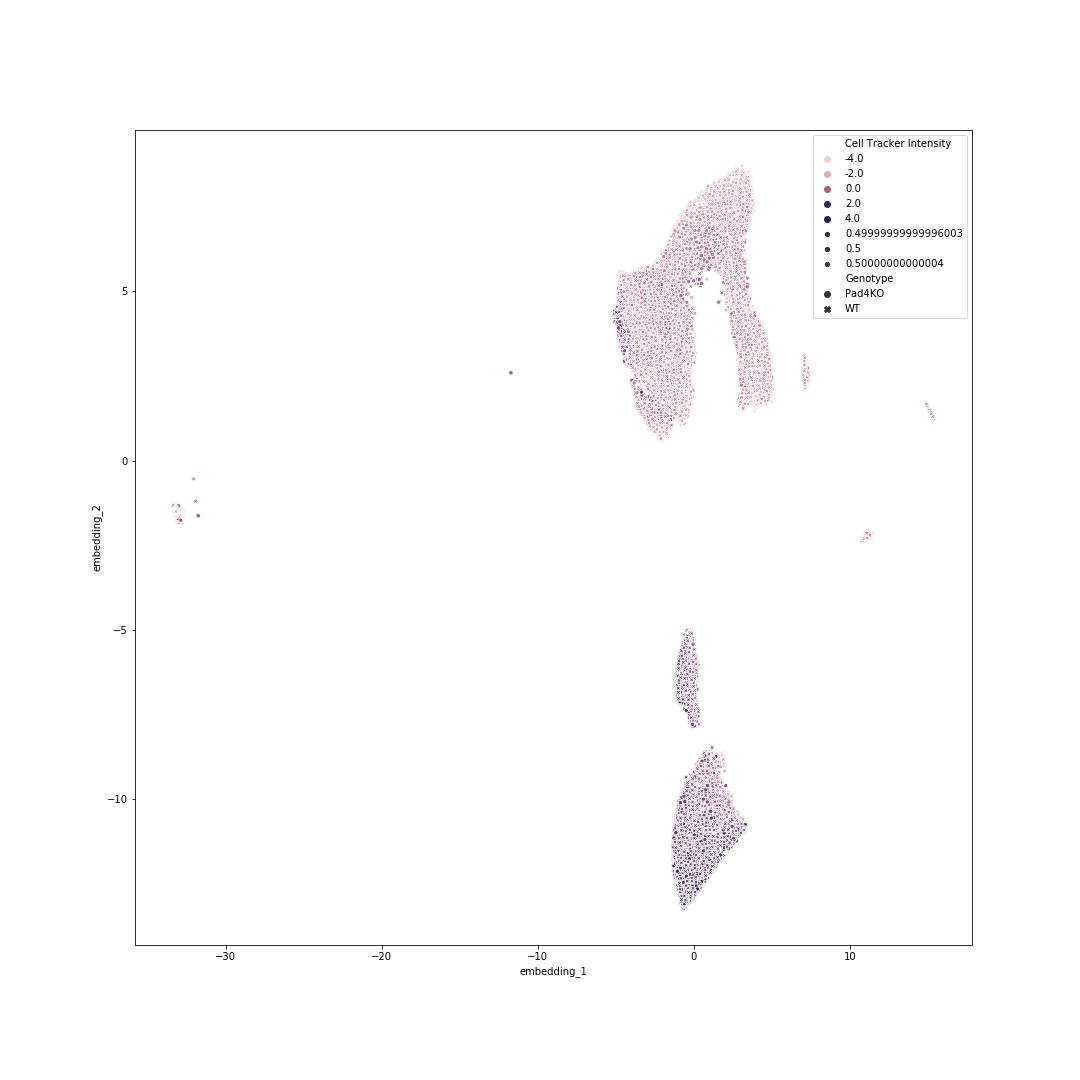 Cell Tracker Intensity
-4.0
-2.0
0.0
2.0
4.0
0.49999999999996003
0.5
0.50000000000004
Genotype
Pad4KO
WT
5
0
−5
−10
embedding_2
−30
−20
−10
0
10
embedding_1